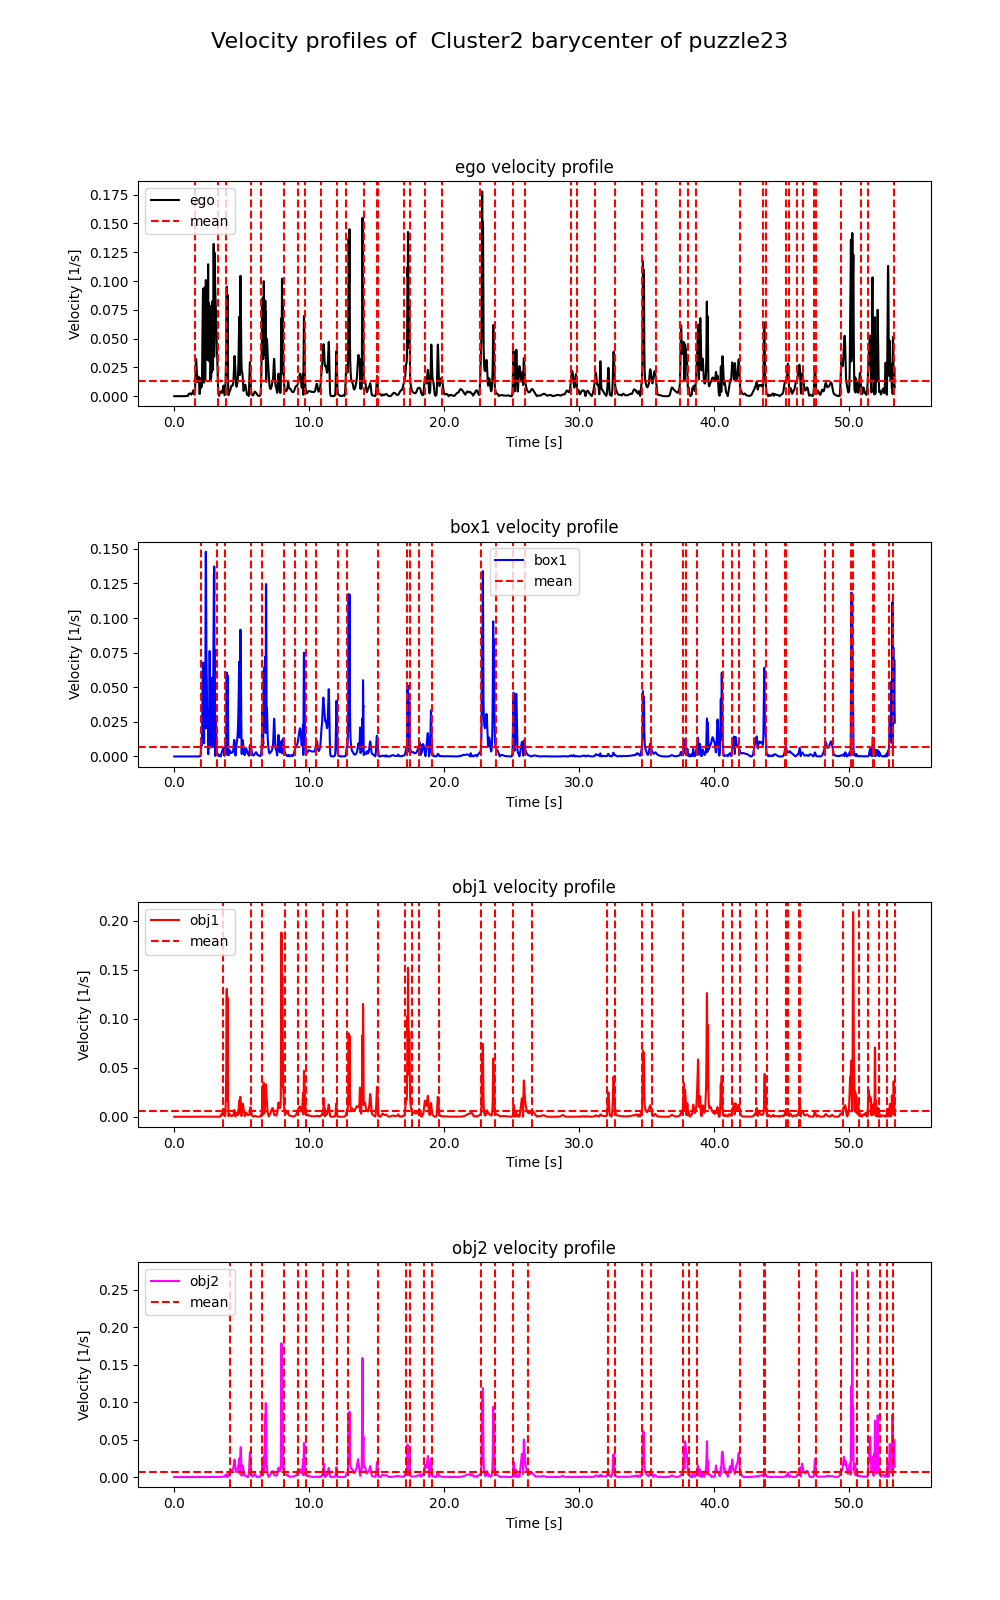 Velocity profiles of  Cluster2 barycenter of puzzle23
ego velocity profile
ego
mean
0.175
0.150
0.125
0.100
0.075
0.050
0.025
0.000
Velocity [1/s]
0.0 10.0 20.0 30.0 40.0 50.0
Time [s]
box1 velocity profile
box1
mean
0.150
0.125
0.100
0.075
0.050
0.025
0.000
Velocity [1/s]
0.0 10.0 20.0 30.0 40.0 50.0
Time [s]
obj1 velocity profile
obj1
mean
0.20
0.15
0.10
0.05
0.00
Velocity [1/s]
0.0 10.0 20.0 30.0 40.0 50.0
Time [s]
obj2 velocity profile
obj2
mean
0.25
0.20
0.15
0.10
0.05
0.00
Velocity [1/s]
0.0 10.0 20.0 30.0 40.0 50.0
Time [s]